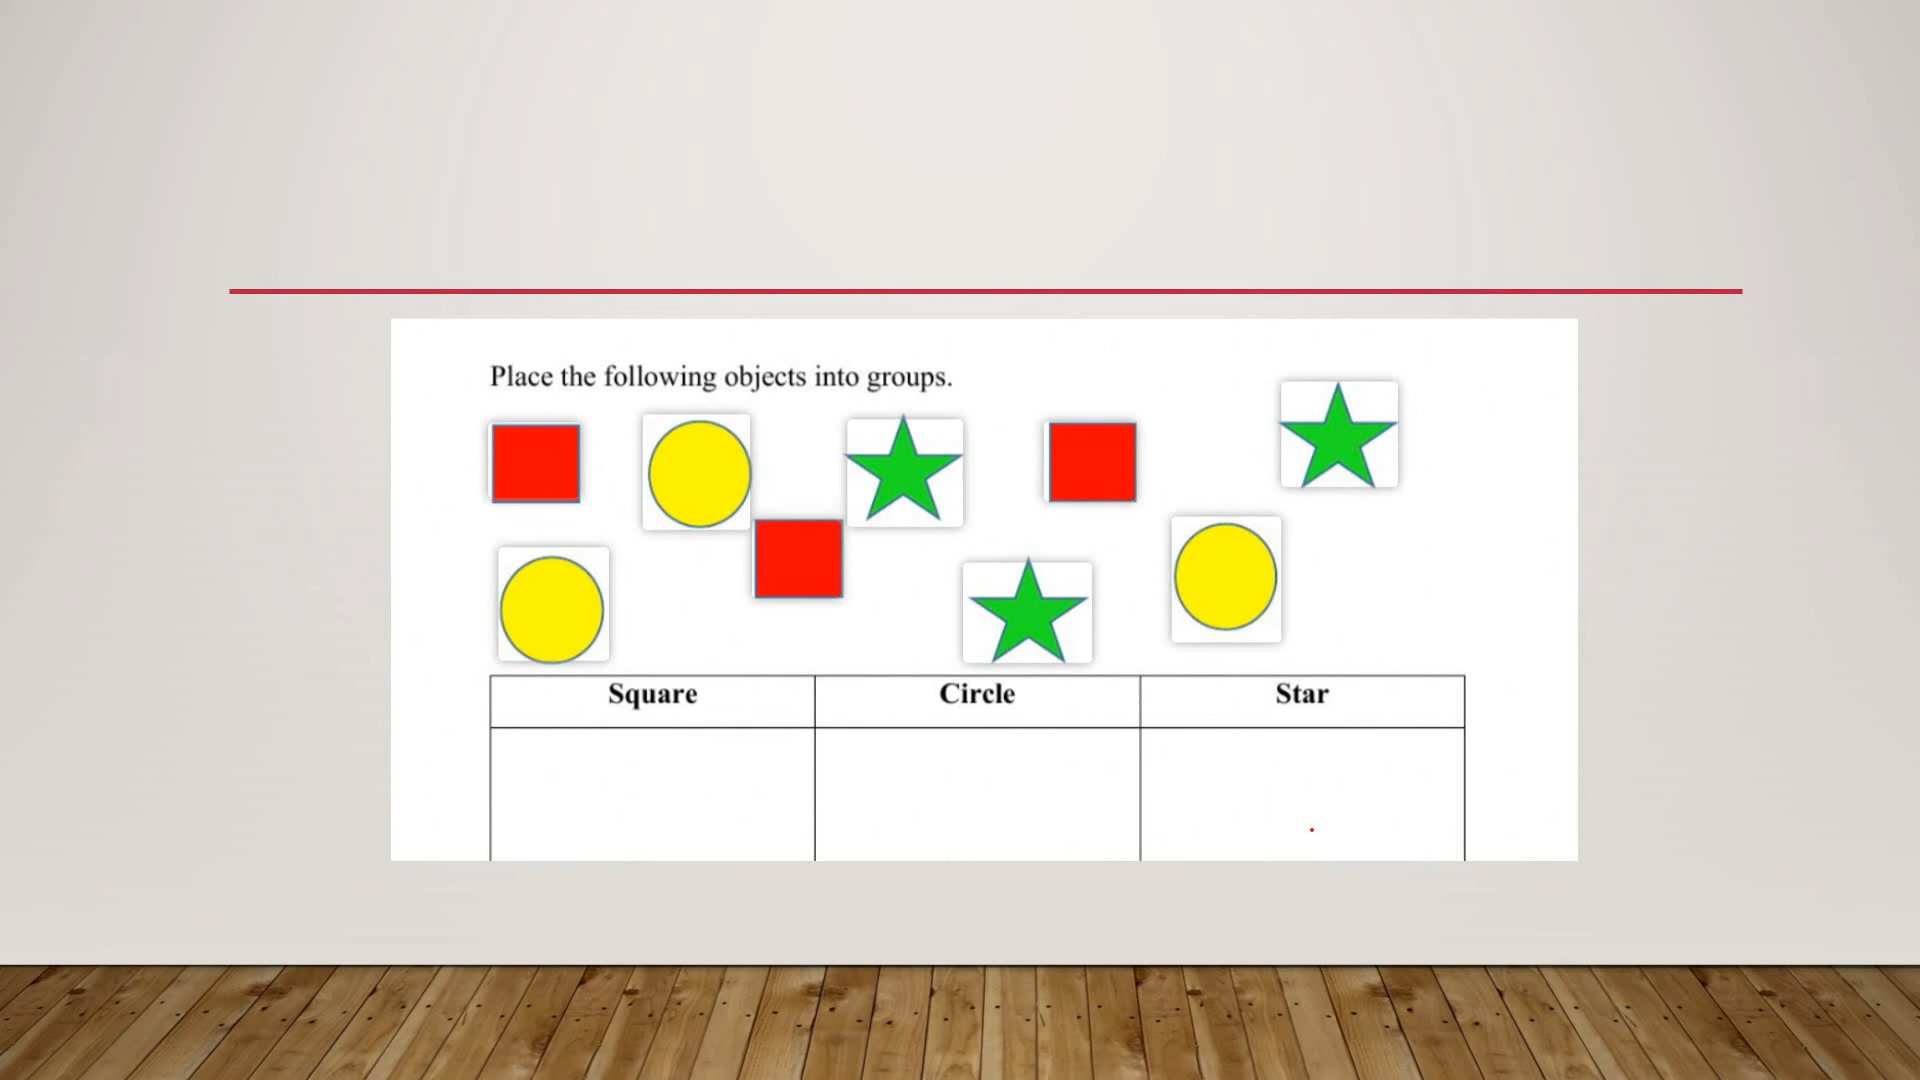 Place the following objects into groups.
Square Circle Star